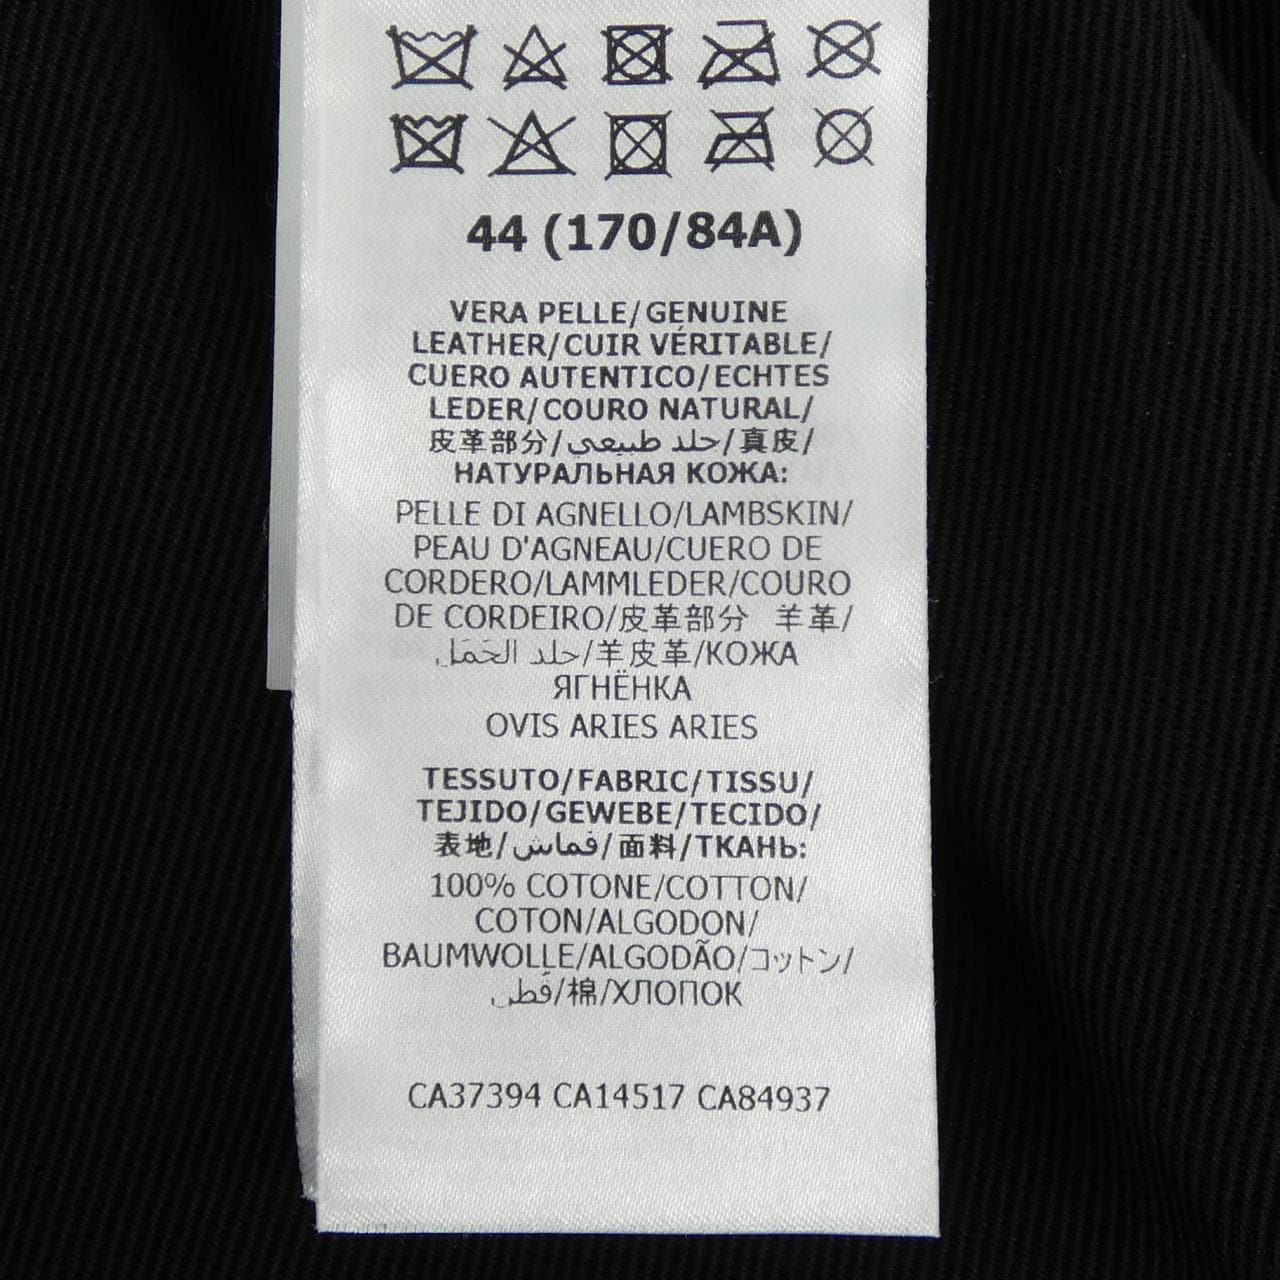 44 (170/84A)
VERA PELLE/GENUINE
LEATHER/CUIR VÉRITABLE/
CUERO AUTENTICO/ECHTES
LEDER/COURO NATURAL/
皮革部分/جلد طبيعي/真皮/
НАТУРАЛЬНАЯ КОЖА:
PELLE DI AGNELLO/LAMBSKIN/
PEAU D'AGNEAU/CUERO DE
CORDERO/LAMMLEDER/COURO
DE CORDEIRO/皮革部分 羊革/
جلد الحَمَل/羊皮革/КОЖА
ЯГНЁНКА
OVIS ARIES ARIES
TESSUTO/FABRIC/TISSU/
TEJIDO/GEWEBE/TECIDO/
表地/قماش/面料/ТКАНЬ:
100% COTONE/COTTON/
COTON/ALGODON/
BAUMWOLLE/ALGODÃO/コットン/
قطن/棉/ХЛОПОК
CA37394 CA14517 CA84937